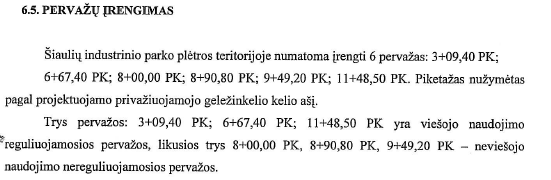 6.5. PERVAŽŲ ĮRENGIMAS
Šiaulių industrinio parko plėtros teritorijoje numatoma įrengti 6 pervažas: 3+09,40 PK;
6+67,40 PK; 8+00,00 PK; 8+90,80 PK; 9+49,20 PK; 11+48,50 PK. Piketažas nužymėtas
pagal projektuojamo privažiuojamojo geležinkelio kelio ašį.
Trys pervažos: 3+09,40 PK; 6+67,40 PK; 11+48,50 PK yra viešojo naudojimo
reguliuojamosios pervažos, likusios trys 8+00,00 PK, 8+90,80 PK, 9+49,20 PK – neviešojo
naudojimo nereguliuojamosios pervažos.